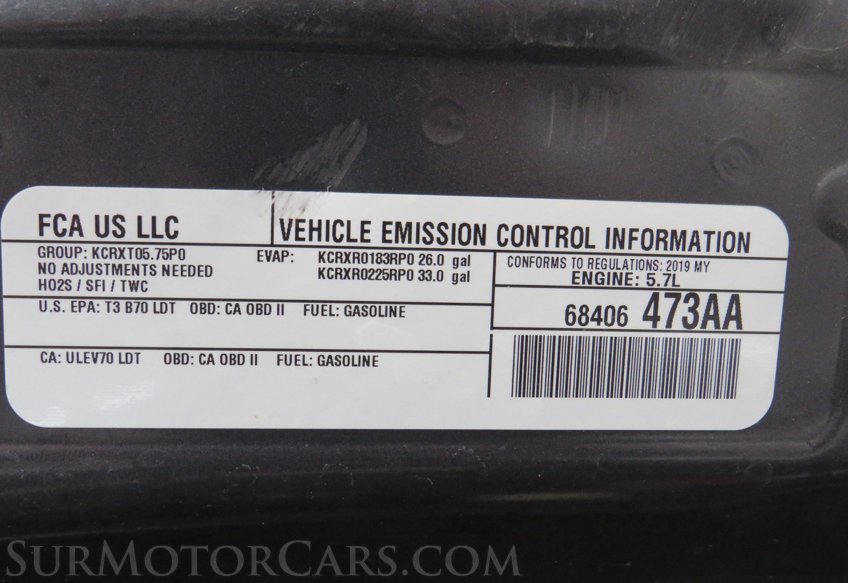 FCA US LLC
VEHICLE EMISSION CONTROL INFORMATION
GROUP: KCRXT05.75P0
NO ADJUSTMENTS NEEDED
HO2S / SFI / TWC
EVAP: KCRXR0183RP0 26.0 gal
KCRXR0225RP0 33.0 gal
CONFORMS TO REGULATIONS: 2019 MY
ENGINE: 5.7L
U.S. EPA: T3 B70 LDT OBD: CA OBD II FUEL: GASOLINE
68406 473AA
CA: ULEV70 LDT OBD: CA OBD II FUEL: GASOLINE
SURMOTORCARS.COM